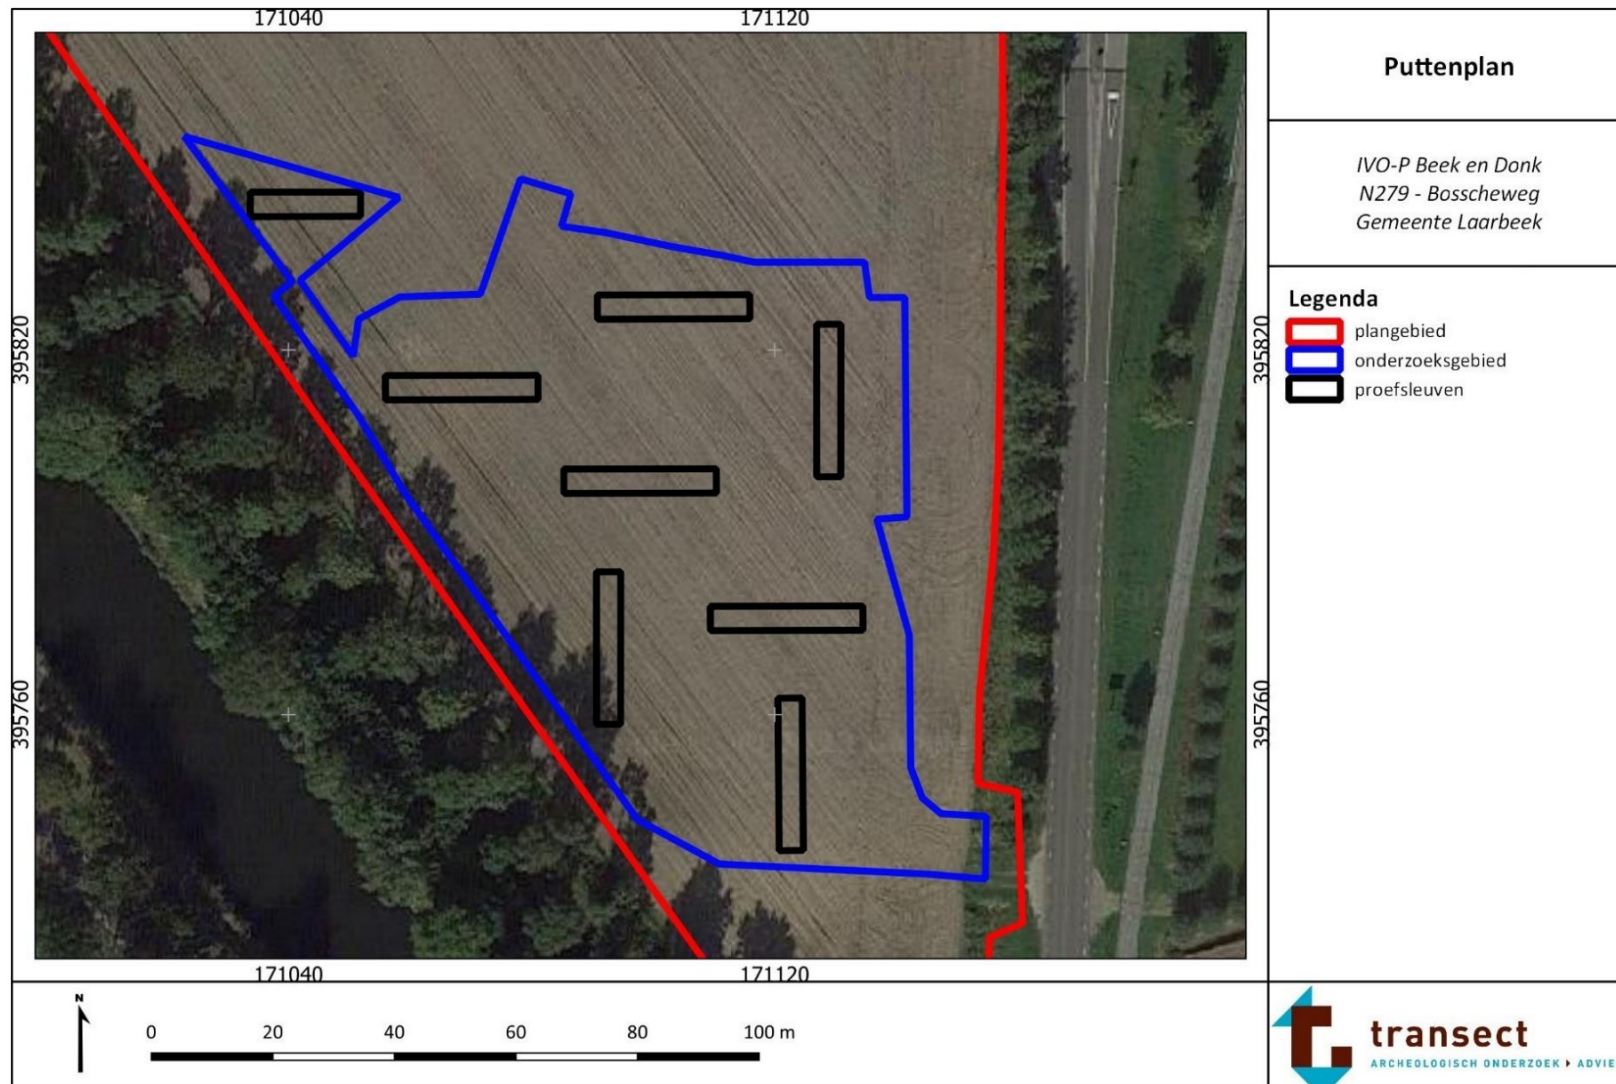 171040 171120
Puttenplan
IVO-P Beek en Donk
N279 - Bosscheweg
Gemeente Laarbeek
Legenda
plangebied
onderzoeksgebied
proefsleuven
395820
395820
395760
395760
171040 171120
N
0 20 40 60 80 100 m
transect
ARCHEOLOGISCH ONDERZOEK ADVIE